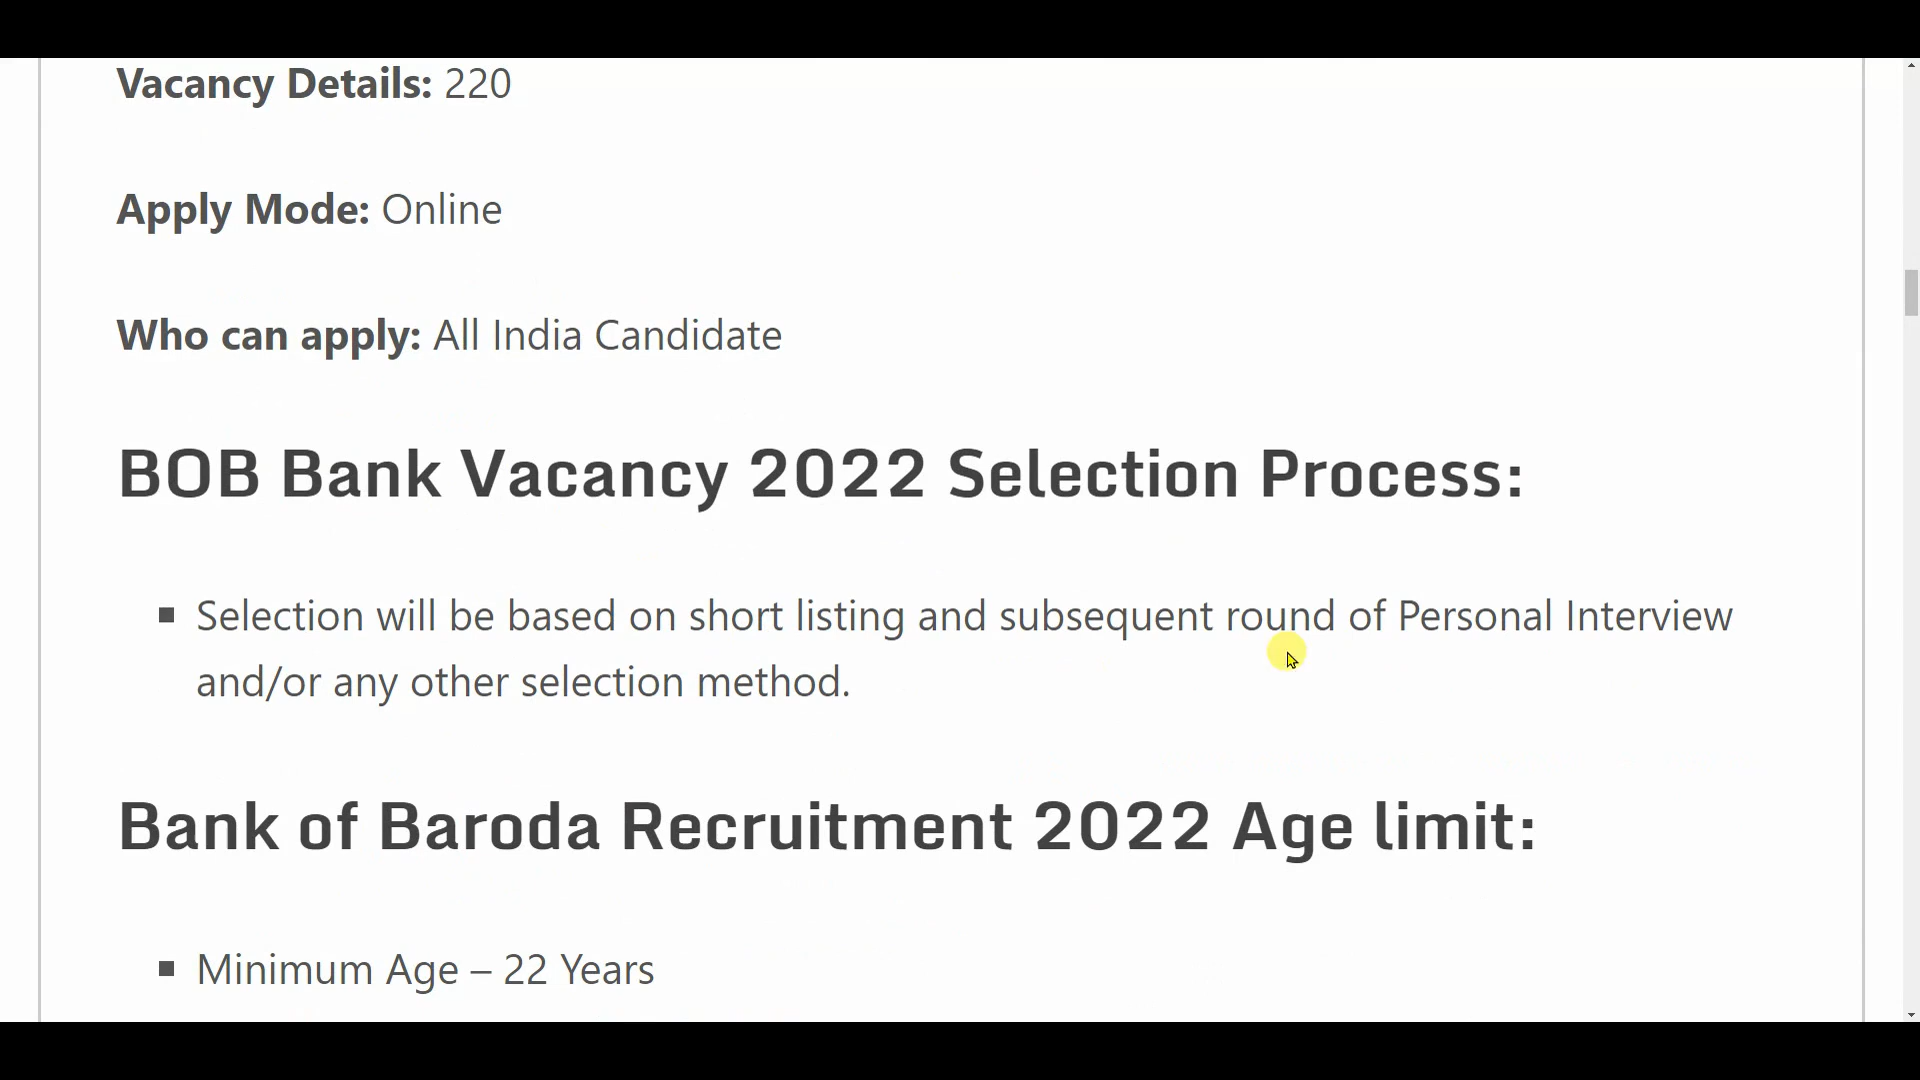 Vacancy Details: 220
Apply Mode: Online
Who can apply: All India Candidate
BOB Bank Vacancy 2022 Selection Process:
▪ Selection will be based on short listing and subsequent round of Personal Interview
and/or any other selection method.
Bank of Baroda Recruitment 2022 Age limit:
▪ Minimum Age – 22 Years